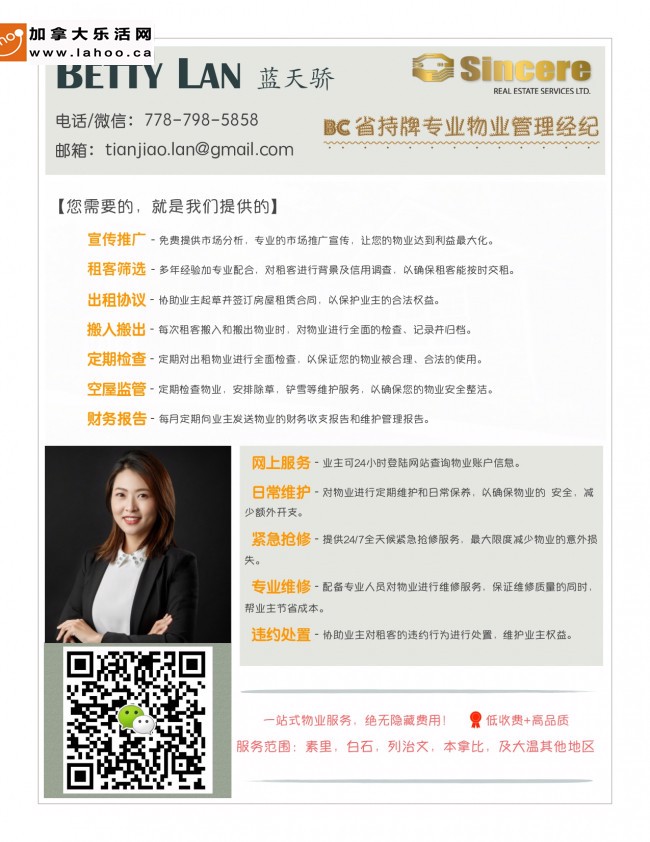 加拿大乐活网
www.lahoo.ca
BETTY LAN 蓝天骄
Sincere
REAL ESTATE SERVICES LTD.
电话/微信：778-798-5858
BC 省持牌专业物业管理经纪
邮箱：tianjiao.lan@gmail.com
【您需要的，就是我们提供的】
宣传推广 - 免费提供市场分析，专业的市场推广宣传，让您的物业达到利益最大化。
租客筛选 - 多年经验加专业配合，对租客进行背景及信用调查，以确保租客能按时交租。
出租协议 - 协助业主起草并签订房屋租赁合同，以保护业主的合法权益。
搬入搬出 - 每次租客搬入和搬出物业时，对物业进行全面的检查、记录并归档。
定期检查 - 定期对出租物业进行全面检查，以保证您的物业被合理、合法的使用。
空屋监管 - 定期检查物业，安排除草，铲雪等维护服务，以确保您的物业安全整洁。
财务报告 - 每月定期向业主发送物业的财务收支报告和维护管理报告。
网上服务 - 业主可24小时登陆网站查询物业账户信息。
日常维护 - 对物业进行定期维护和日常保养，以确保物业的 安全，减
少额外开支。
紧急抢修 - 提供24/7全天候紧急抢修服务，最大限度减少物业的意外损
失。
专业维修 - 配备专业人员对物业进行维修服务，保证维修质量的同时，
帮业主节省成本。
违约处置 - 协助业主对租客的违约行为进行处置，维护业主权益。
一站式物业服务，绝无隐藏费用！ 低收费+高品质
服务范围：素里，白石，列治文，本拿比，及大温其他地区